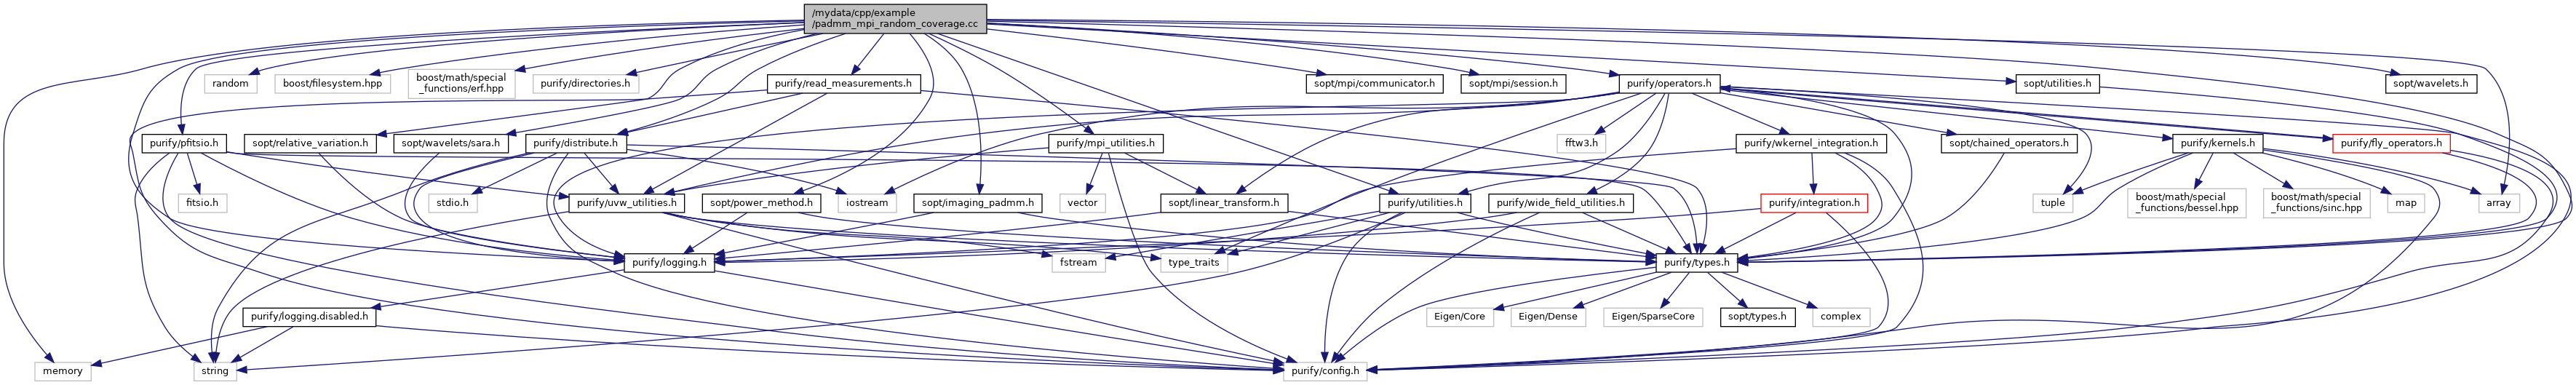 /mydata/cpp/example
/padmm_mpi_random_coverage.cc
random
boost/filesystem.hpp
boost/math/special
_functions/erf.hpp
purify/directories.h
purify/read_measurements.h
sopt/mpi/communicator.h
sopt/mpi/session.h
purify/operators.h
sopt/utilities.h
sopt/wavelets.h
purify/pfitsio.h
sopt/relative_variation.h
sopt/wavelets/sara.h
purify/distribute.h
purify/mpi_utilities.h
fftw3.h
purify/wkernel_integration.h
sopt/chained_operators.h
purify/kernels.h
purify/fly_operators.h
fitsio.h
stdio.h
purify/uvw_utilities.h
sopt/power_method.h
iostream
sopt/imaging_padmm.h
vector
sopt/linear_transform.h
purify/utilities.h
purify/wide_field_utilities.h
purify/integration.h
tuple
boost/math/special
_functions/bessel.hpp
boost/math/special
_functions/sinc.hpp
map
array
purify/logging.h
fstream
type_traits
purify/types.h
purify/logging.disabled.h
Eigen/Core
Eigen/Dense
Eigen/SparseCore
sopt/types.h
complex
memory
string
purify/config.h